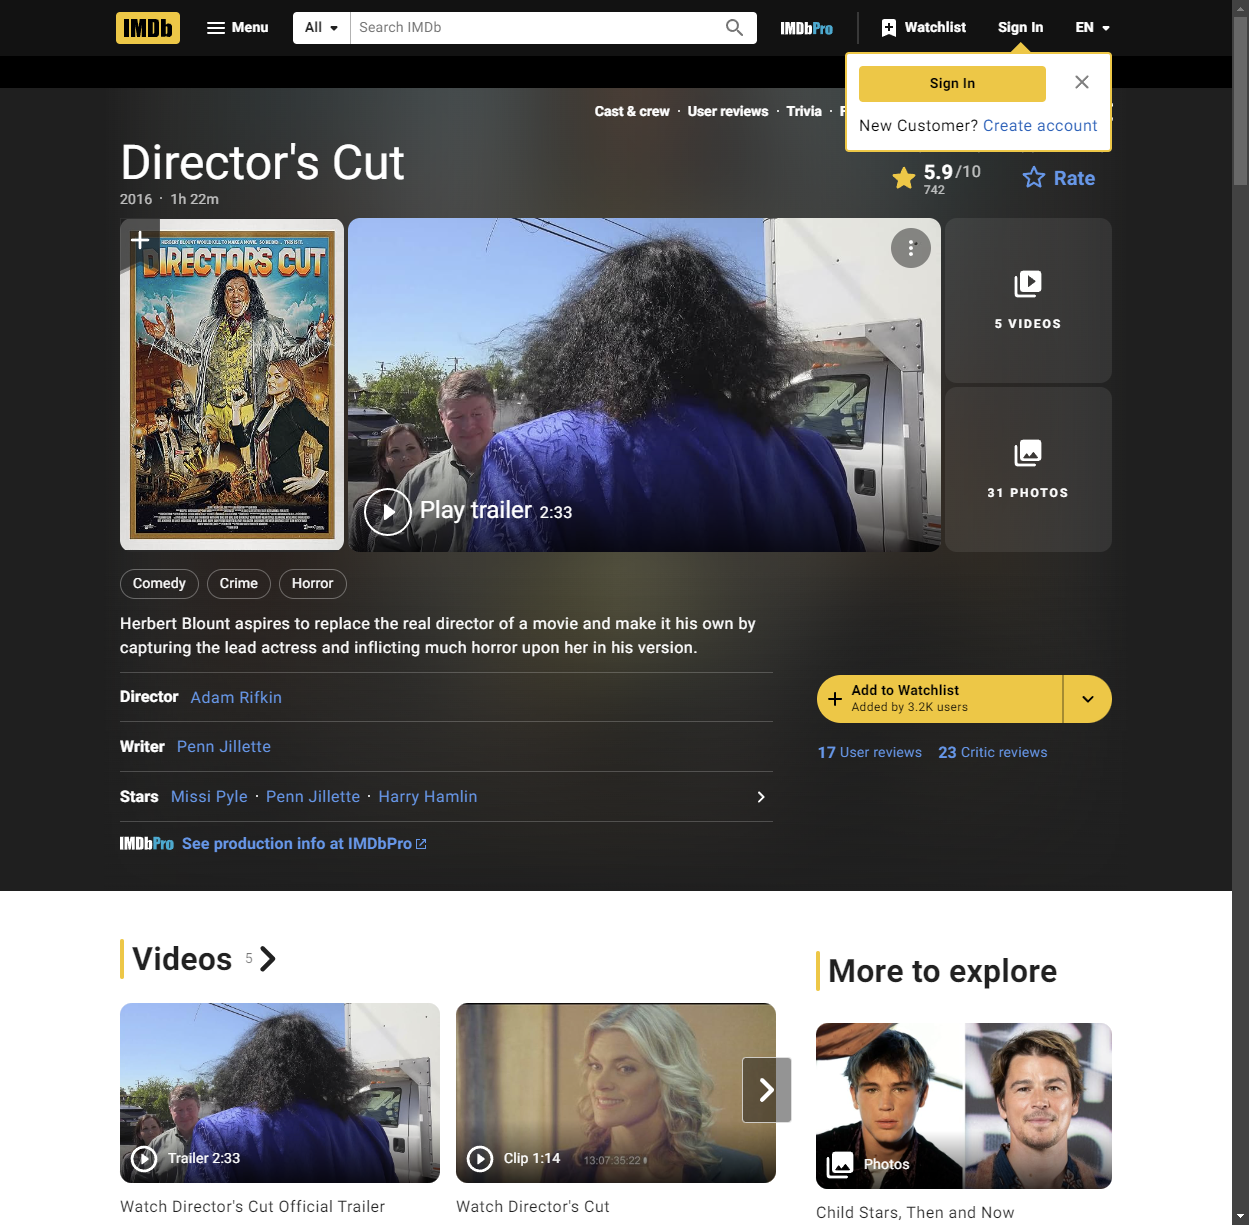 IMDb
Menu
All
Search IMDb
IMDbPro
Watchlist
Sign In
EN
Sign In
New Customer? Create account
Cast & crew · User reviews · Trivia ·
Director's Cut
2016 · 1h 22m
5.9/10
742
Rate
DIRECTOR'S CUT
5 VIDEOS
Play trailer 2:33
31 PHOTOS
Comedy
Crime
Horror
Herbert Blount aspires to replace the real director of a movie and make it his own by
capturing the lead actress and inflicting much horror upon her in his version.
Director Adam Rifkin
Add to Watchlist
Added by 3.2K users
Writer Penn Jillette
17 User reviews 23 Critic reviews
Stars Missi Pyle · Penn Jillette · Harry Hamlin
IMDbPro See production info at IMDbPro
Videos 5
More to explore
Trailer 2:33
Clip 1:14
13:07:35:22
Photos
Watch Director's Cut Official Trailer
Watch Director's Cut
Child Stars, Then and Now